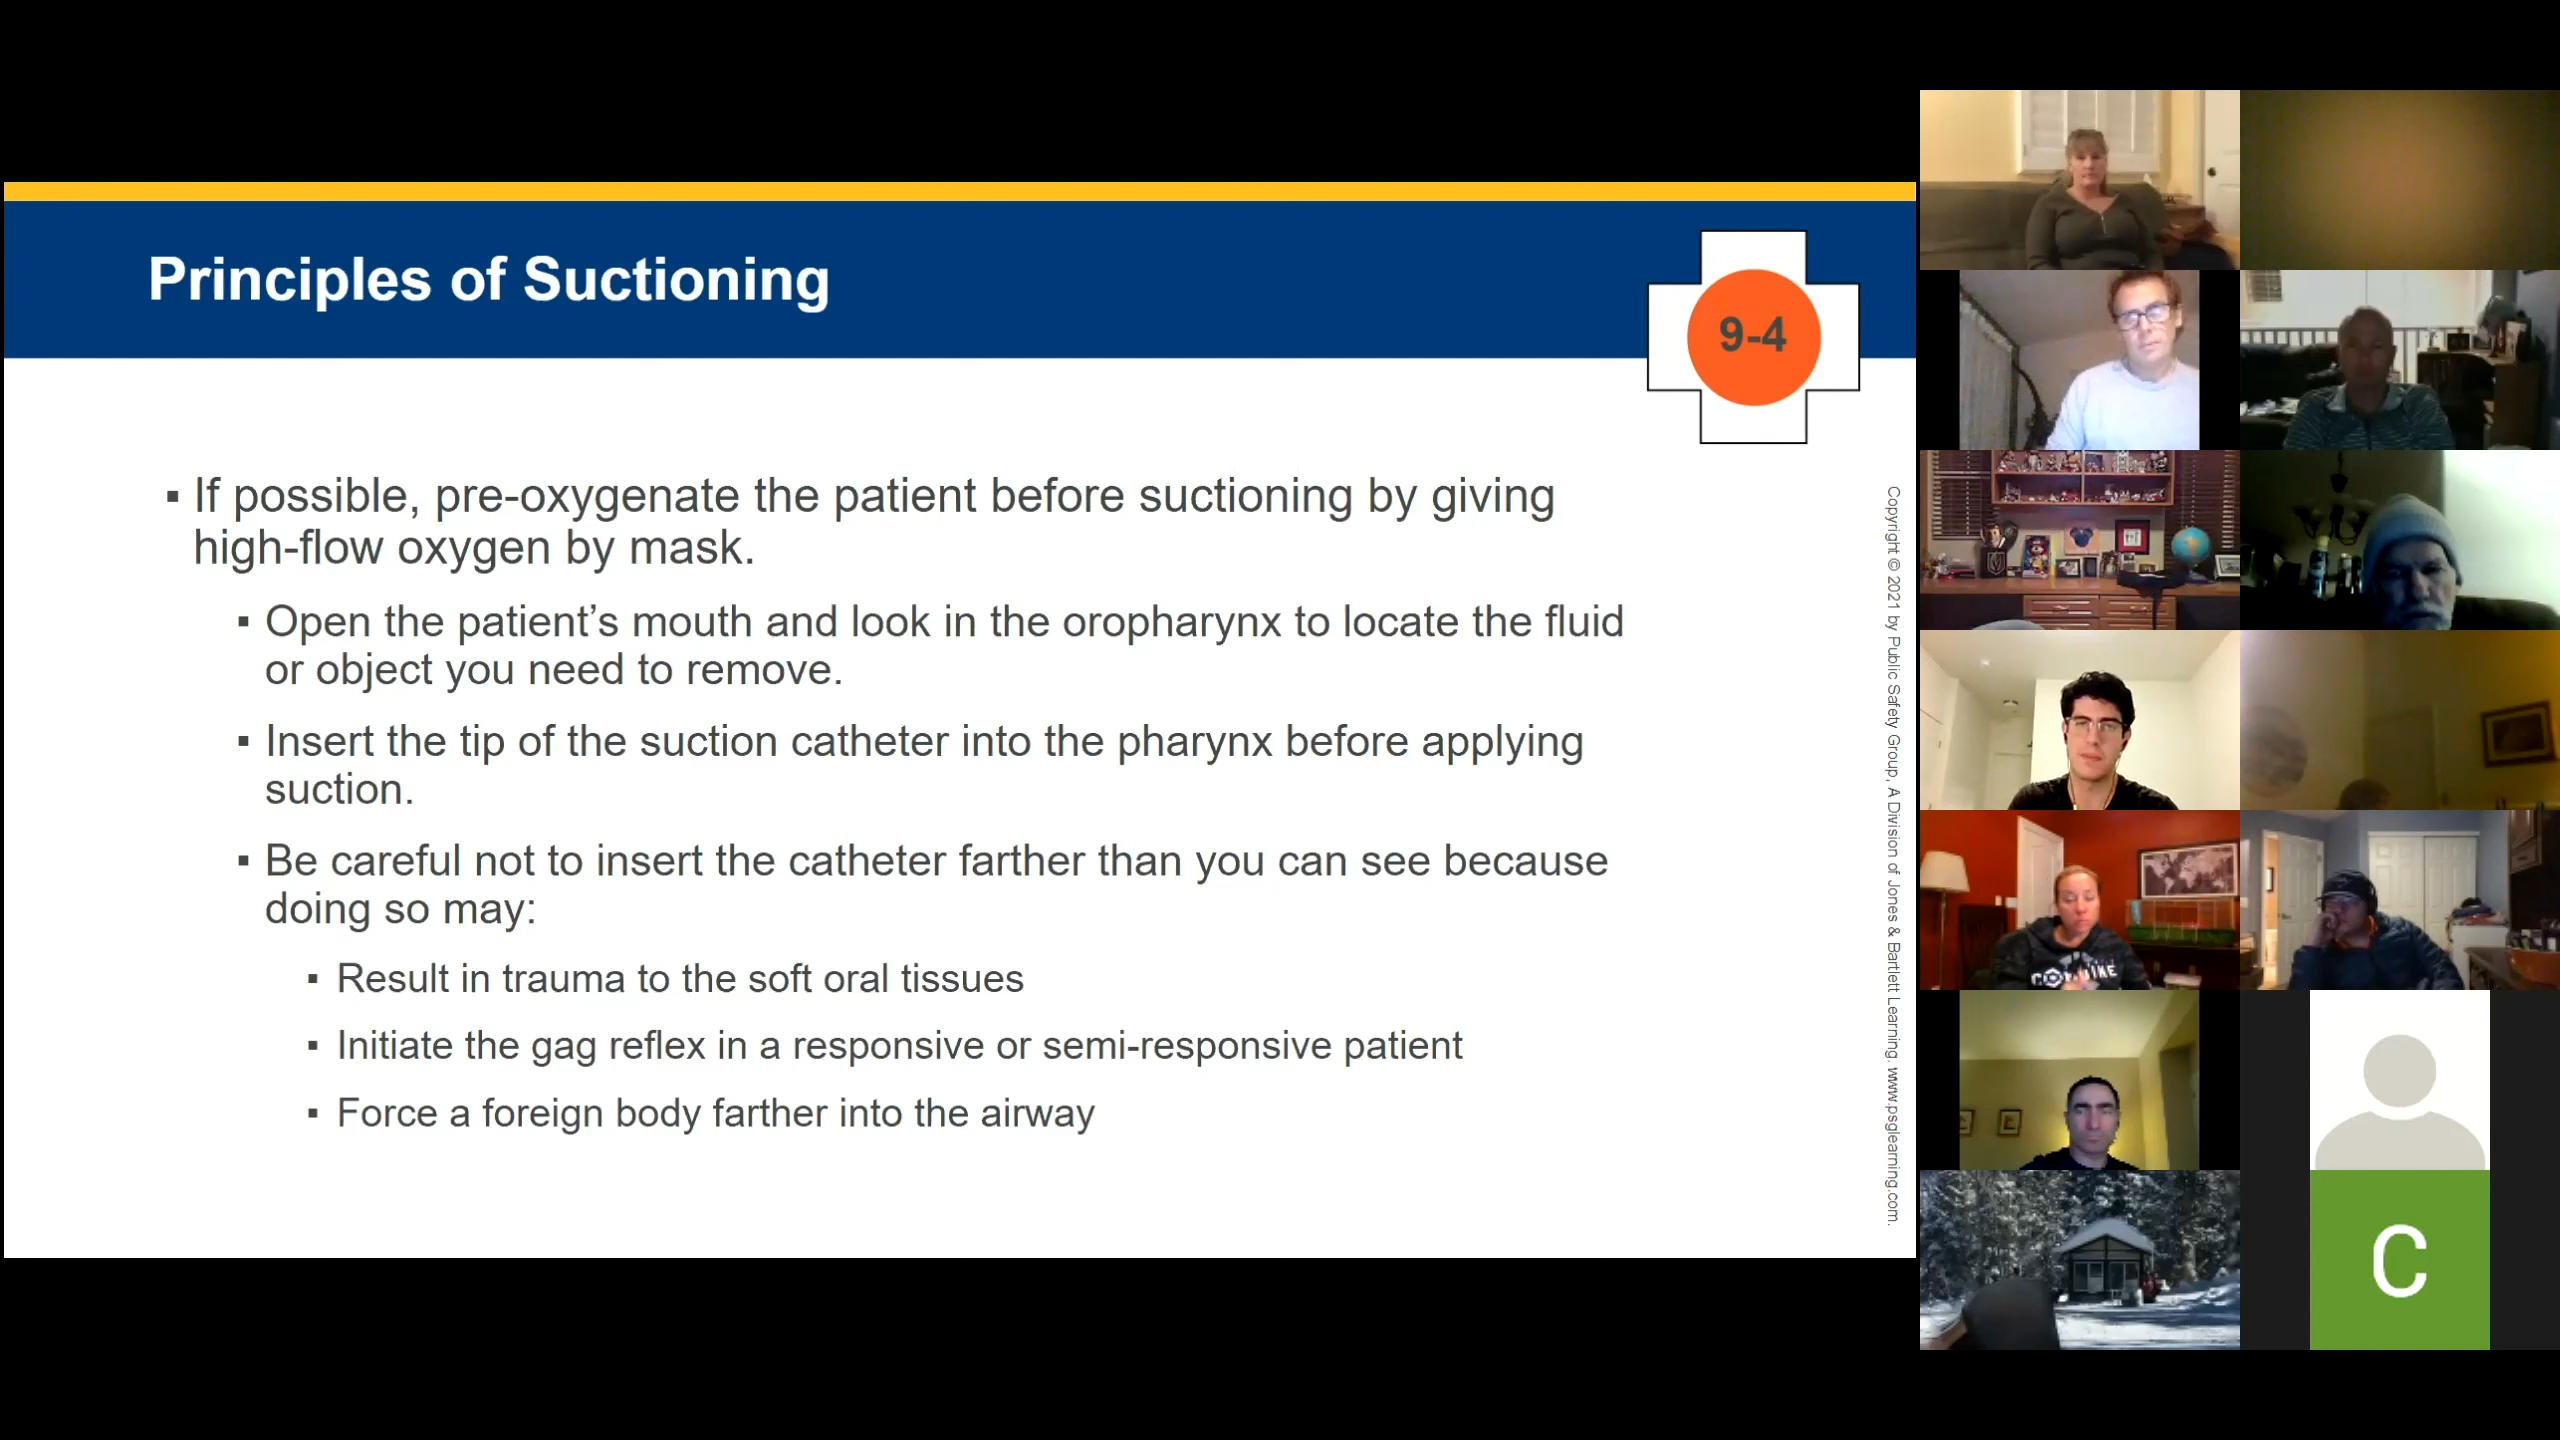 Principles of Suctioning
9-4
▪ If possible, pre-oxygenate the patient before suctioning by giving
high-flow oxygen by mask.
▪ Open the patient’s mouth and look in the oropharynx to locate the fluid
or object you need to remove.
▪ Insert the tip of the suction catheter into the pharynx before applying
suction.
▪ Be careful not to insert the catheter farther than you can see because
doing so may:
▪ Result in trauma to the soft oral tissues
▪ Initiate the gag reflex in a responsive or semi-responsive patient
▪ Force a foreign body farther into the airway
Copyright © 2021 by Public Safety Group, A Division of Jones & Bartlett Learning. www.psglearning.com.
C